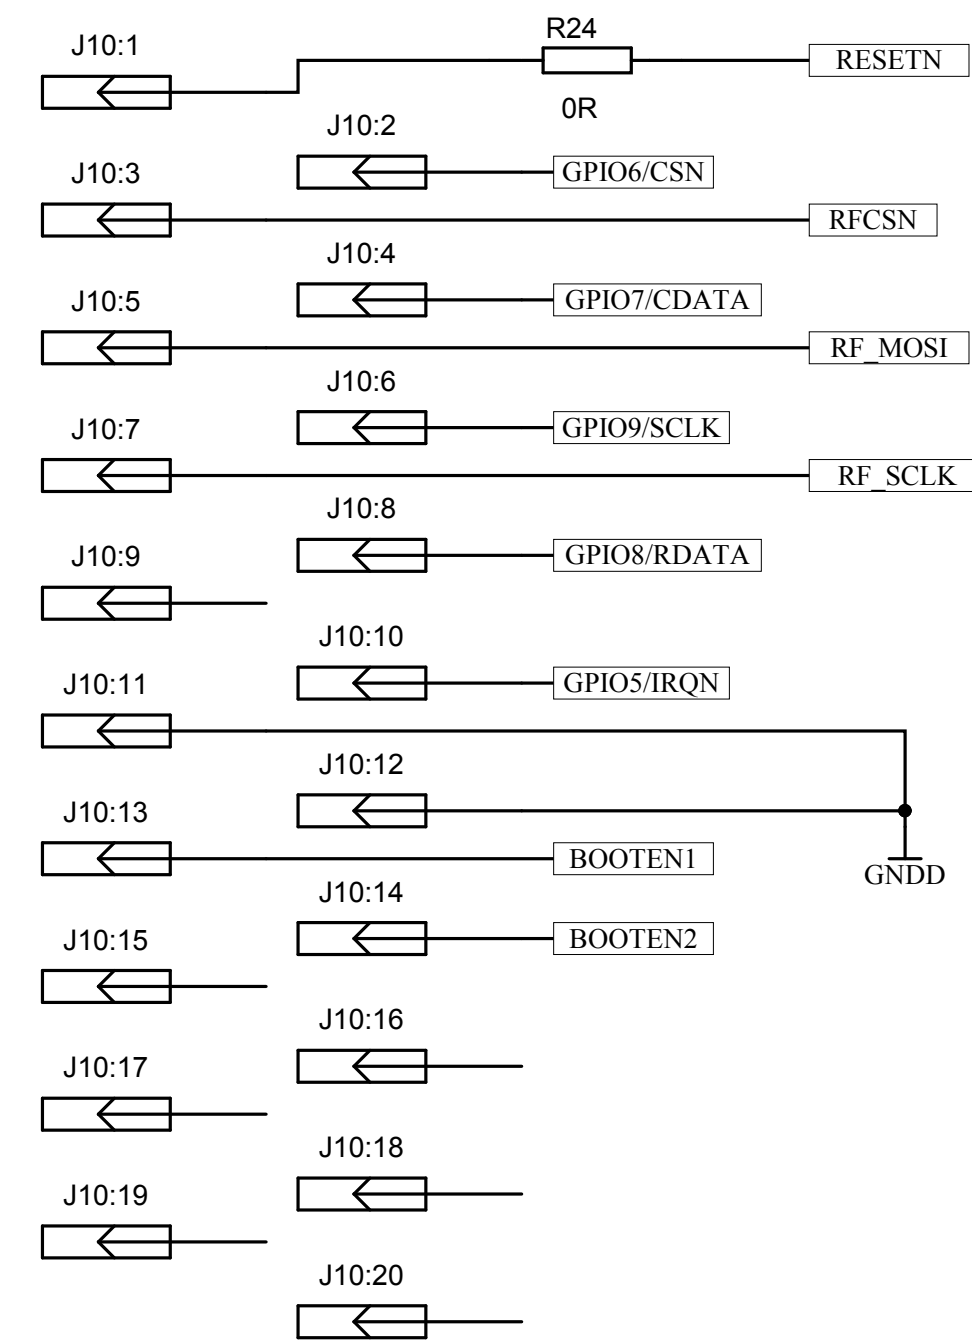 R24
J10:1
RESETN
0R
J10:2
J10:3
GPIO6/CSN
RFCSN
J10:4
J10:5
GPIO7/CDATA
RF_MOSI
J10:6
J10:7
GPIO9/SCLK
RF_SCLK
J10:8
J10:9
GPIO8/RDATA
J10:10
J10:11
GPIO5/IRQN
J10:12
J10:13
BOOTEN1
GNDD
J10:14
J10:15
BOOTEN2
J10:16
J10:17
J10:18
J10:19
J10:20